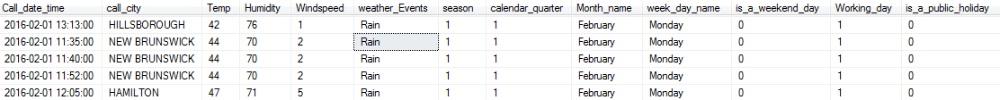 Call_date_time call_city Temp Humidity Windspeed weather_Events season calendar_quarter Month_name week_day_name is_a_weekend_day Working_day is_a_public_holiday
2016-02-01 13:13:00 HILLSBOROUGH 42 76 1 Rain 1 1 February Monday 0 1 0
2016-02-01 11:35:00 NEW BRUNSWICK 44 70 2 Rain 1 1 February Monday 0 1 0
2016-02-01 11:40:00 NEW BRUNSWICK 44 70 2 Rain 1 1 February Monday 0 1 0
2016-02-01 11:52:00 NEW BRUNSWICK 44 70 2 Rain 1 1 February Monday 0 1 0
2016-02-01 12:05:00 HAMILTON 47 71 5 Rain 1 1 February Monday 0 1 0